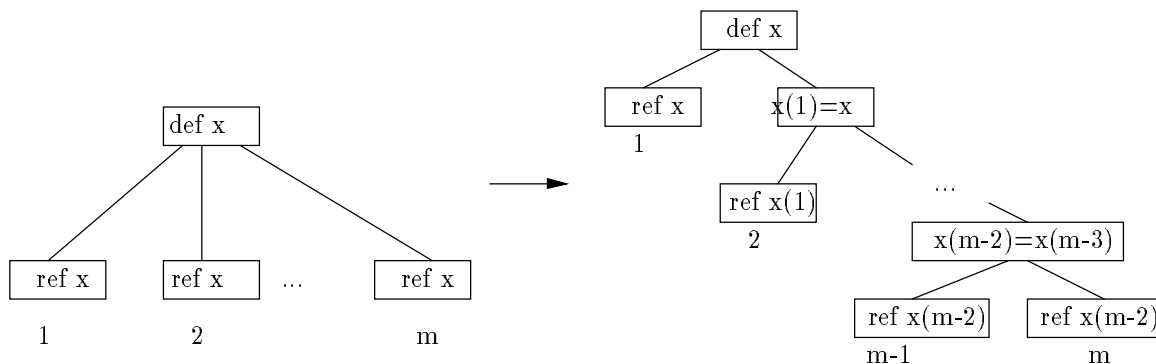 def x
ref x
ref x
...
ref x
1
2
m
def x
ref x
x(1)=x
1
ref x(1)
...
2
x(m-2)=x(m-3)
ref x(m-2)
ref x(m-2)
m-1
m